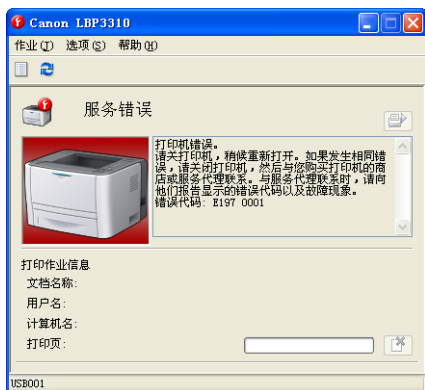 Canon LBP3310
作业(J) 选项(S) 帮助(H)
服务错误
打印机错误。
请关打印机，稍候重新打开。如果发生相同错
误，请关闭打印机，然后与您购买打印机的商
店或服务代理联系。与服务代理联系时，请向
他们报告显示的错误代码以及故障现象。
错误代码: E197 0001
打印作业信息
文档名称:
用户名:
计算机名:
打印页:
USB001